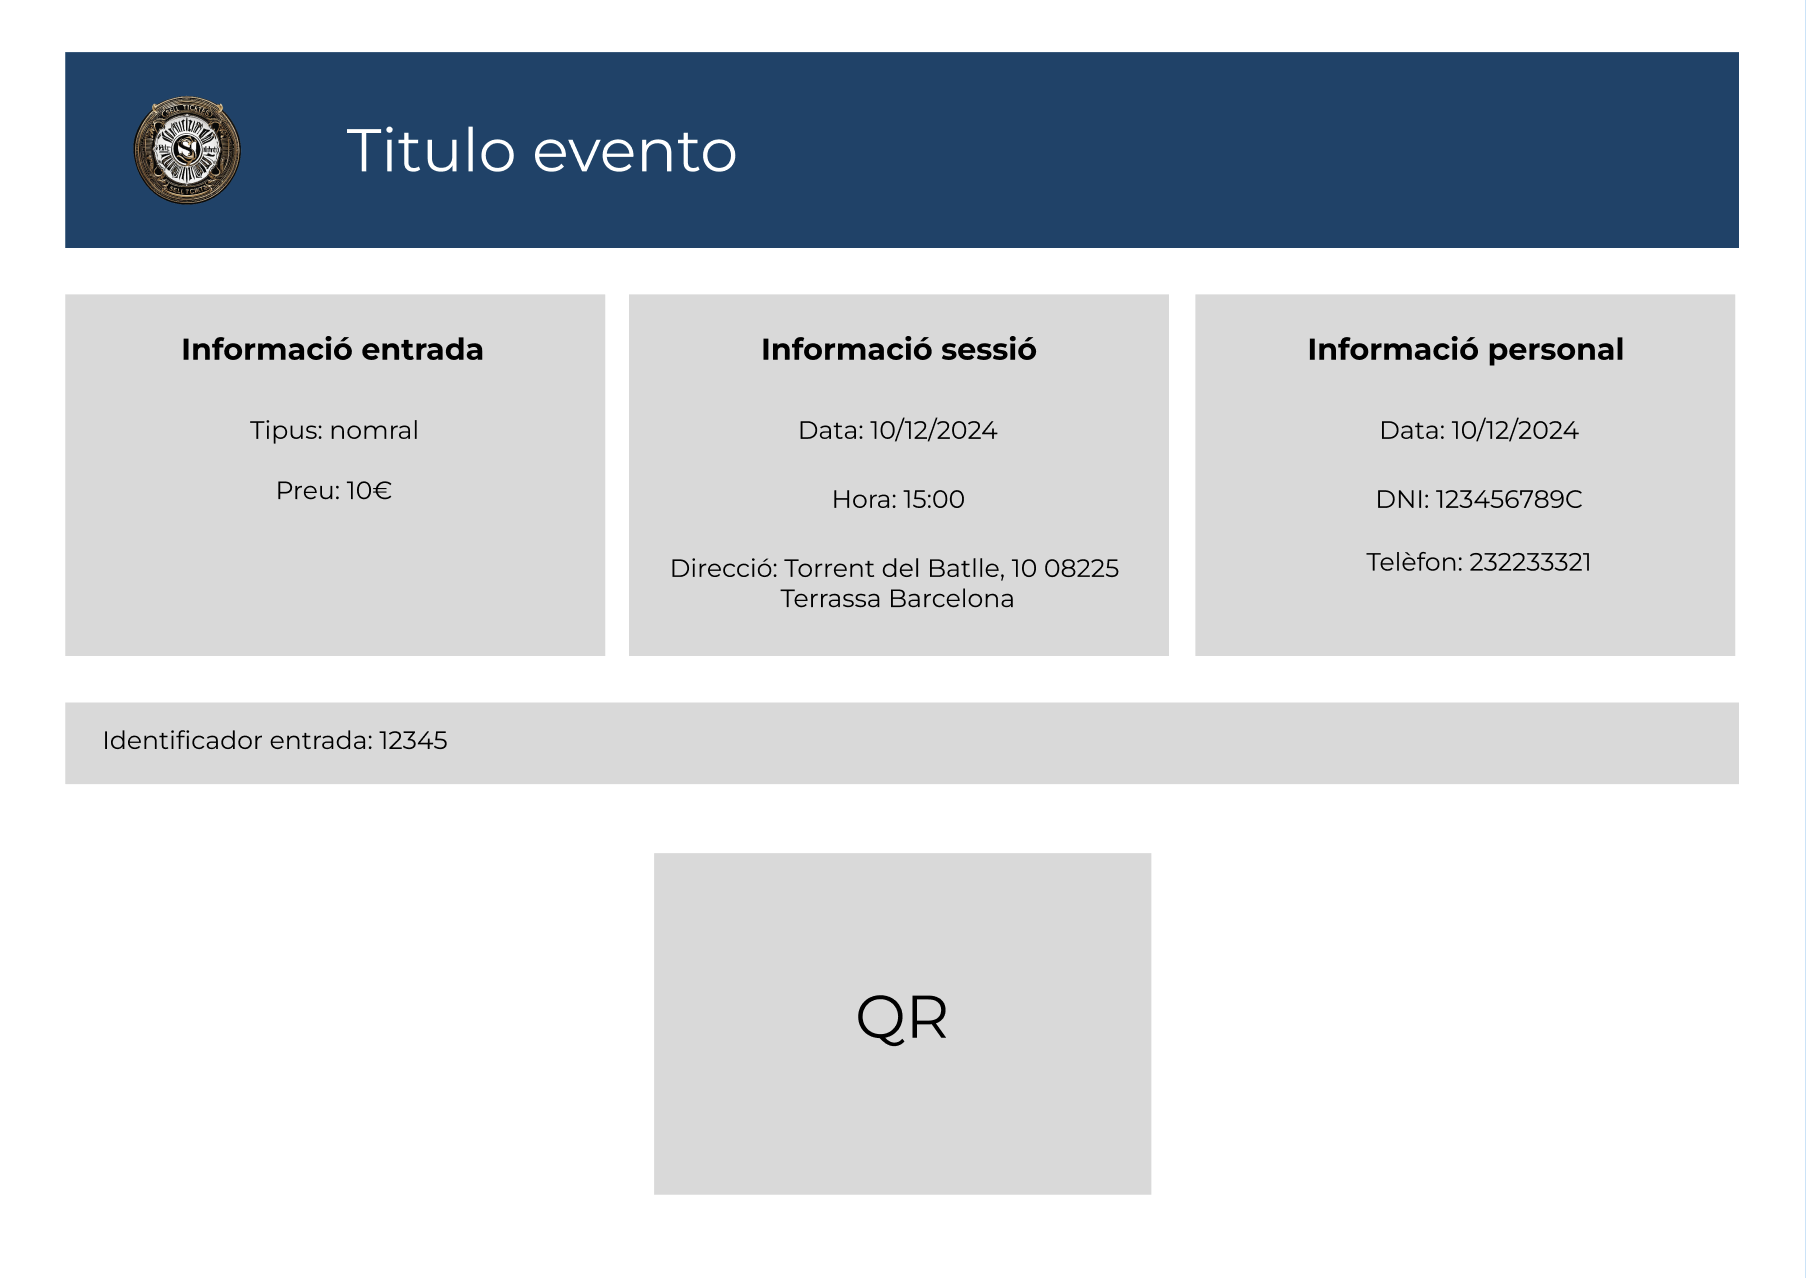 Titulo evento
Informació entrada
Tipus: nomral
Preu: 10€
Informació sessió
Data: 10/12/2024
Hora: 15:00
Direcció: Torrent del Batlle, 10 08225
Terrassa Barcelona
Informació personal
Data: 10/12/2024
DNI: 123456789C
Telèfon: 232233321
Identificador entrada: 12345
QR